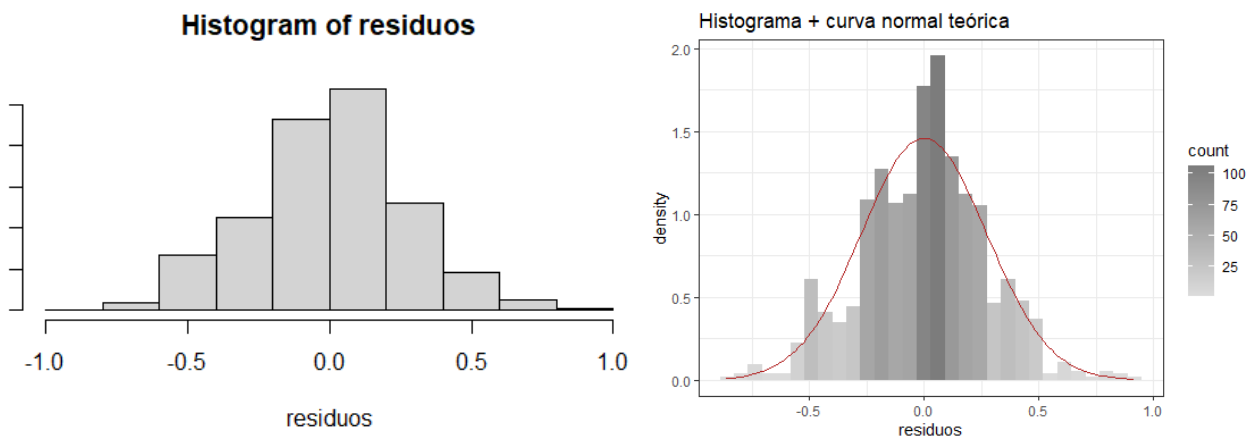 Histogram of residuos
-1.0 -0.5 0.0 0.5 1.0
residuos
Histograma + curva normal teórica
2.0
1.5
1.0
0.5
0.0
density
-0.5 0.0 0.5 1.0
residuos
count
100
75
50
25